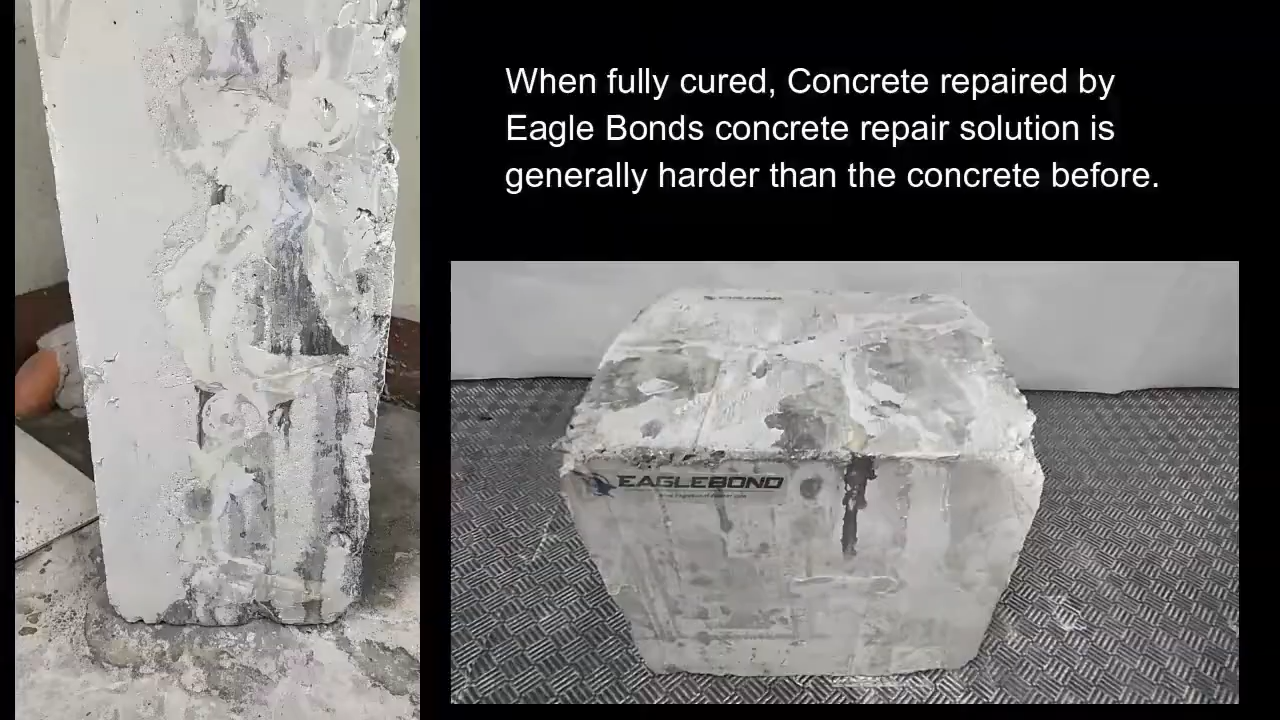 When fully cured, Concrete repaired by
Eagle Bonds concrete repair solution is
generally harder than the concrete before.
EAGLEBOND
EAGLEBOND